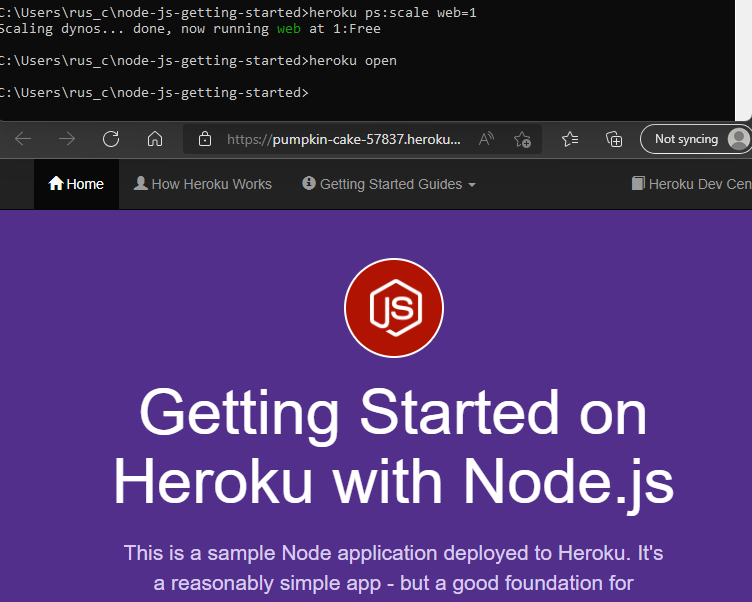 C:\Users\rus_c\node-js-getting-started>heroku ps:scale web=1
Scaling dynos... done, now running web at 1:Free
C:\Users\rus_c\node-js-getting-started>heroku open
C:\Users\rus_c\node-js-getting-started>
https://pumpkin-cake-57837.heroku... A Not syncing
Home How Heroku Works Getting Started Guides Heroku Dev Cen
JS
Getting Started on
Heroku with Node.js
This is a sample Node application deployed to Heroku. It's
a reasonably simple app - but a good foundation for